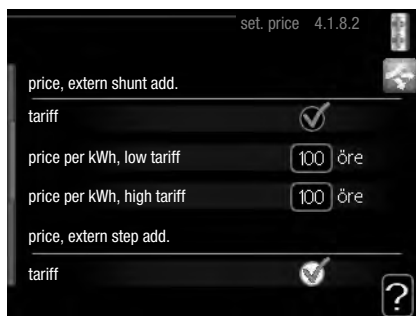 set. price 4.1.8.2
price, extern shunt add.
tariff
price per kWh, low tariff 100 öre
price per kWh, high tariff 100 öre
price, extern step add.
tariff
?